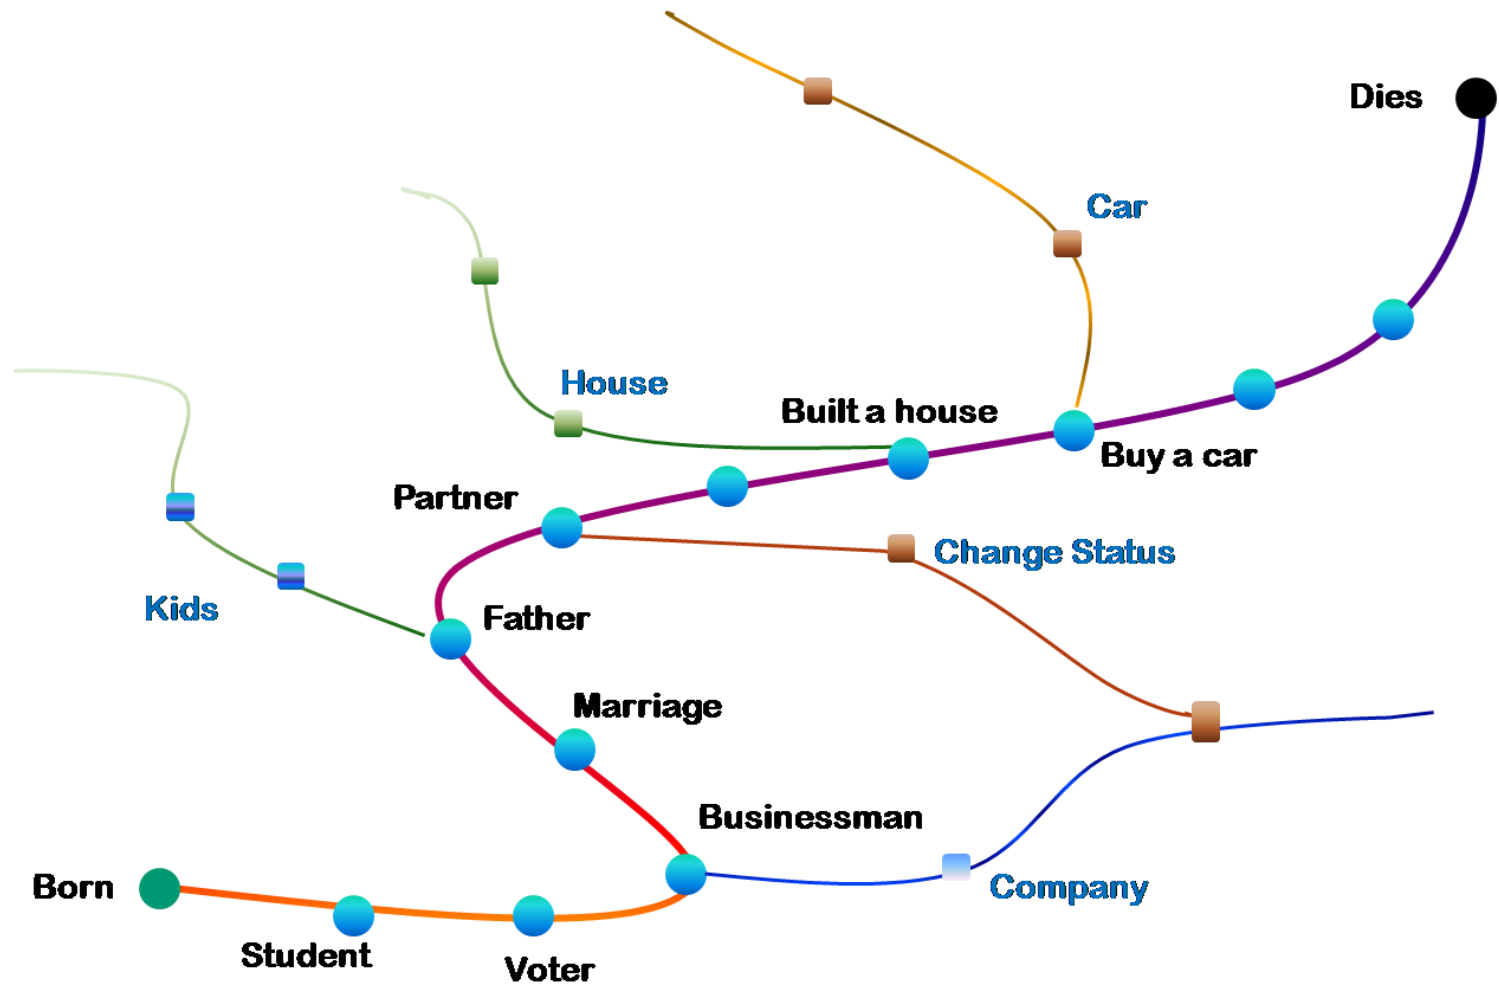 Dies
Car
House
Built a house
Buy a car
Partner
Change Status
Kids
Father
Marriage
Businessman
Born
Company
Student
Voter